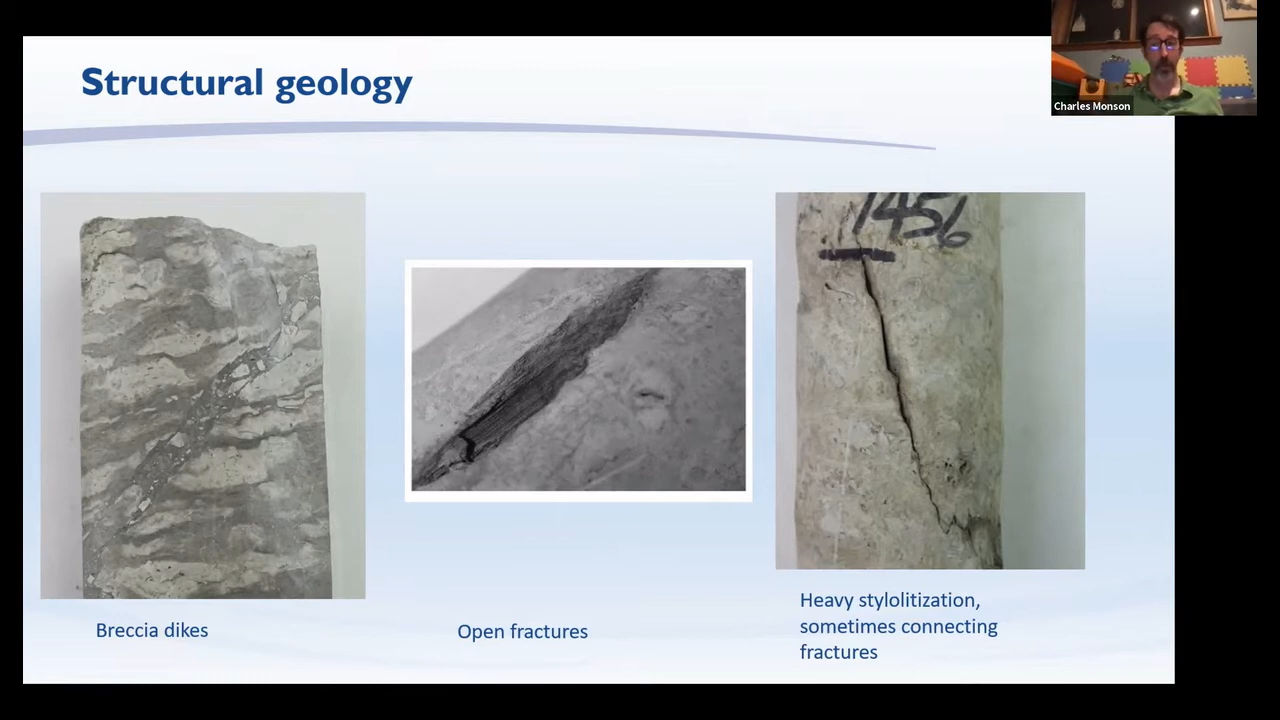 Structural geology
Charles Monson
1456
Breccia dikes
Open fractures
Heavy stylolitization,
sometimes connecting
fractures